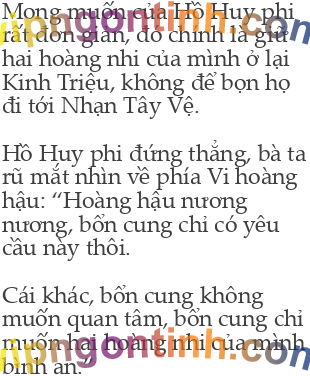 Mong muốn của Hồ Huy phi
rất đơn giản, đó chính là giữ
hai hoàng nhi của mình ở lại
Kinh Triệu, không để bọn họ
đi tới Nhạn Tây Vệ.
Hồ Huy phi đứng thẳng, bà ta
rũ mắt nhìn về phía Vi hoàng
hậu: “Hoàng hậu nương
nương, bổn cung chỉ có yêu
cầu này thôi.
Cái khác, bổn cung không
muốn quan tâm, bổn cung chỉ
muốn hai hoàng nhi của mình
bình an.”